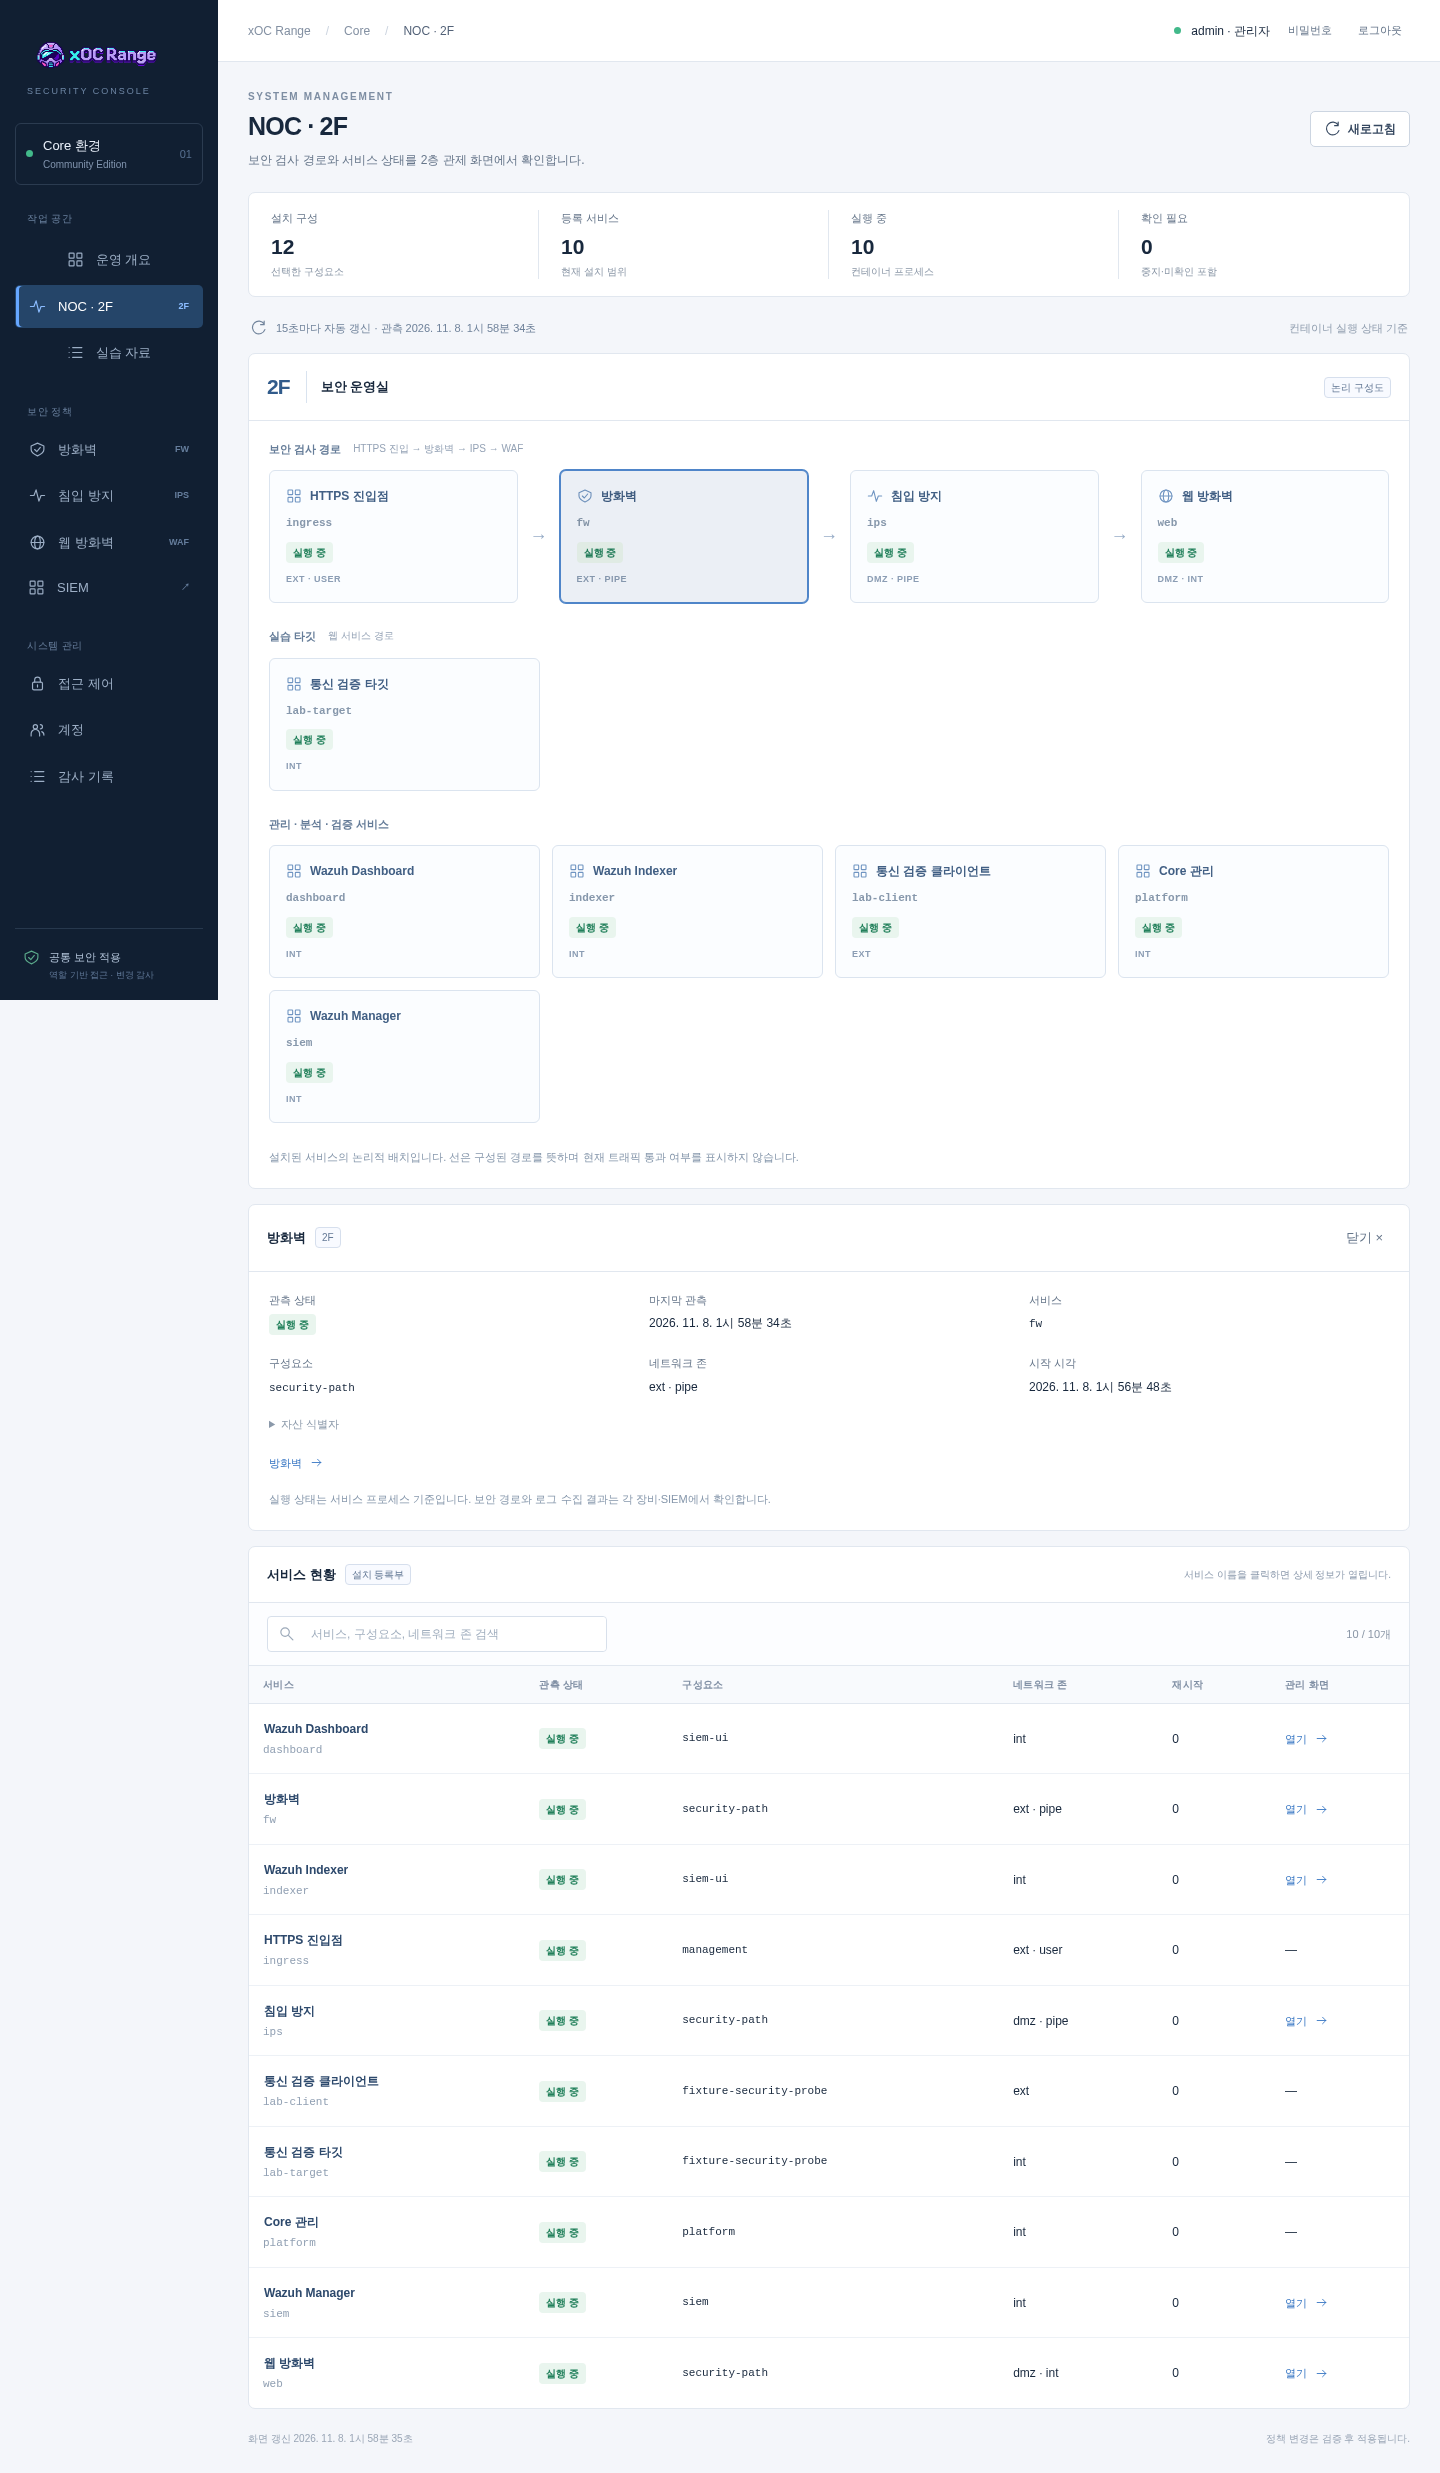 xOC Range
SECURITY CONSOLE
Core 환경
Community Edition
01
작업 공간
운영 개요
NOC · 2F
2F
실습 자료
보안 정책
방화벽
FW
침입 방지
IPS
웹 방화벽
WAF
SIEM
↗
시스템 관리
접근 제어
계정
감사 기록
공통 보안 적용
역할 기반 접근 · 변경 감사
xOC Range / Core / NOC · 2F
admin · 관리자
비밀번호
로그아웃
SYSTEM MANAGEMENT
NOC · 2F
보안 검사 경로와 서비스 상태를 2층 관제 화면에서 확인합니다.
새로고침
설치 구성
12
선택한 구성요소
등록 서비스
10
현재 설치 범위
실행 중
10
컨테이너 프로세스
확인 필요
0
중지·미확인 포함
15초마다 자동 갱신 · 관측 2026. 11. 8. 1시 58분 34초
컨테이너 실행 상태 기준
2F 보안 운영실
논리 구성도
보안 검사 경로 HTTPS 진입 → 방화벽 → IPS → WAF
HTTPS 진입점
ingress
실행 중
EXT · USER
→
방화벽
fw
실행 중
EXT · PIPE
→
침입 방지
ips
실행 중
DMZ · PIPE
→
웹 방화벽
web
실행 중
DMZ · INT
실습 타깃 웹 서비스 경로
통신 검증 타깃
lab-target
실행 중
INT
관리 · 분석 · 검증 서비스
Wazuh Dashboard
dashboard
실행 중
INT
Wazuh Indexer
indexer
실행 중
INT
통신 검증 클라이언트
lab-client
실행 중
EXT
Core 관리
platform
실행 중
INT
Wazuh Manager
siem
실행 중
INT
설치된 서비스의 논리적 배치입니다. 선은 구성된 경로를 뜻하며 현재 트래픽 통과 여부를 표시하지 않습니다.
방화벽 2F
닫기 ×
관측 상태
실행 중
마지막 관측
2026. 11. 8. 1시 58분 34초
서비스
fw
구성요소
security-path
네트워크 존
ext · pipe
시작 시각
2026. 11. 8. 1시 56분 48초
▶ 자산 식별자
방화벽 →
실행 상태는 서비스 프로세스 기준입니다. 보안 경로와 로그 수집 결과는 각 장비·SIEM에서 확인합니다.
서비스 현황 설치 등록부
서비스 이름을 클릭하면 상세 정보가 열립니다.
서비스, 구성요소, 네트워크 존 검색
10 / 10개
서비스 관측 상태 구성요소 네트워크 존 재시작 관리 화면
Wazuh Dashboard
dashboard
실행 중 siem-ui int 0 열기 →
방화벽
fw
실행 중 security-path ext · pipe 0 열기 →
Wazuh Indexer
indexer
실행 중 siem-ui int 0 열기 →
HTTPS 진입점
ingress
실행 중 management ext · user 0 —
침입 방지
ips
실행 중 security-path dmz · pipe 0 열기 →
통신 검증 클라이언트
lab-client
실행 중 fixture-security-probe ext 0 —
통신 검증 타깃
lab-target
실행 중 fixture-security-probe int 0 —
Core 관리
platform
실행 중 platform int 0 —
Wazuh Manager
siem
실행 중 siem int 0 열기 →
웹 방화벽
web
실행 중 security-path dmz · int 0 열기 →
화면 갱신 2026. 11. 8. 1시 58분 35초
정책 변경은 검증 후 적용됩니다.